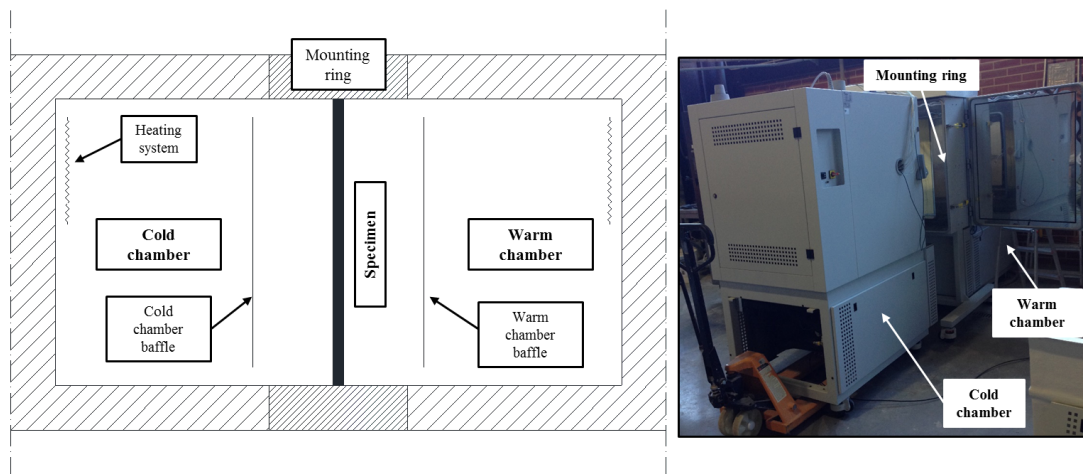 Mounting
ring
Heating
system
Cold
chamber
Specimen
Warm
chamber
Cold
chamber
baffle
Warm
chamber
baffle
Mounting ring
Warm
chamber
Cold
chamber